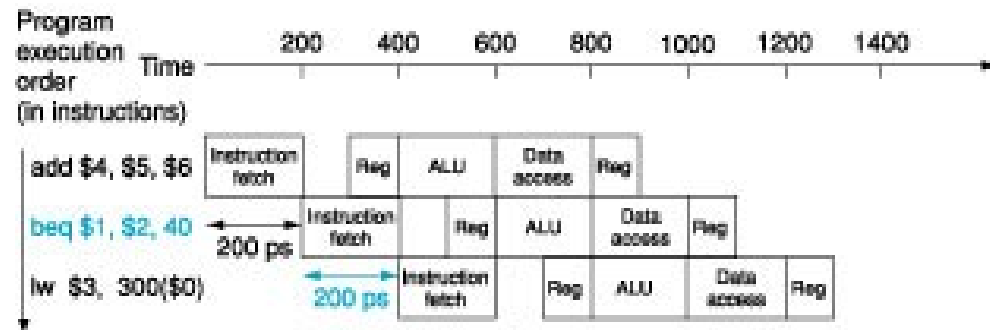 Program
execution
order
(in instructions)
Time
200 400 600 800 1000 1200 1400
add $4, $5, $6
Instruction
fetch
Reg
ALU
Data
access
Reg
beq $1, $2, 40
200 ps
Instruction
fetch
Reg
ALU
Data
access
Reg
lw $3, 300($0)
200 ps
Instruction
fetch
Reg
ALU
Data
access
Reg